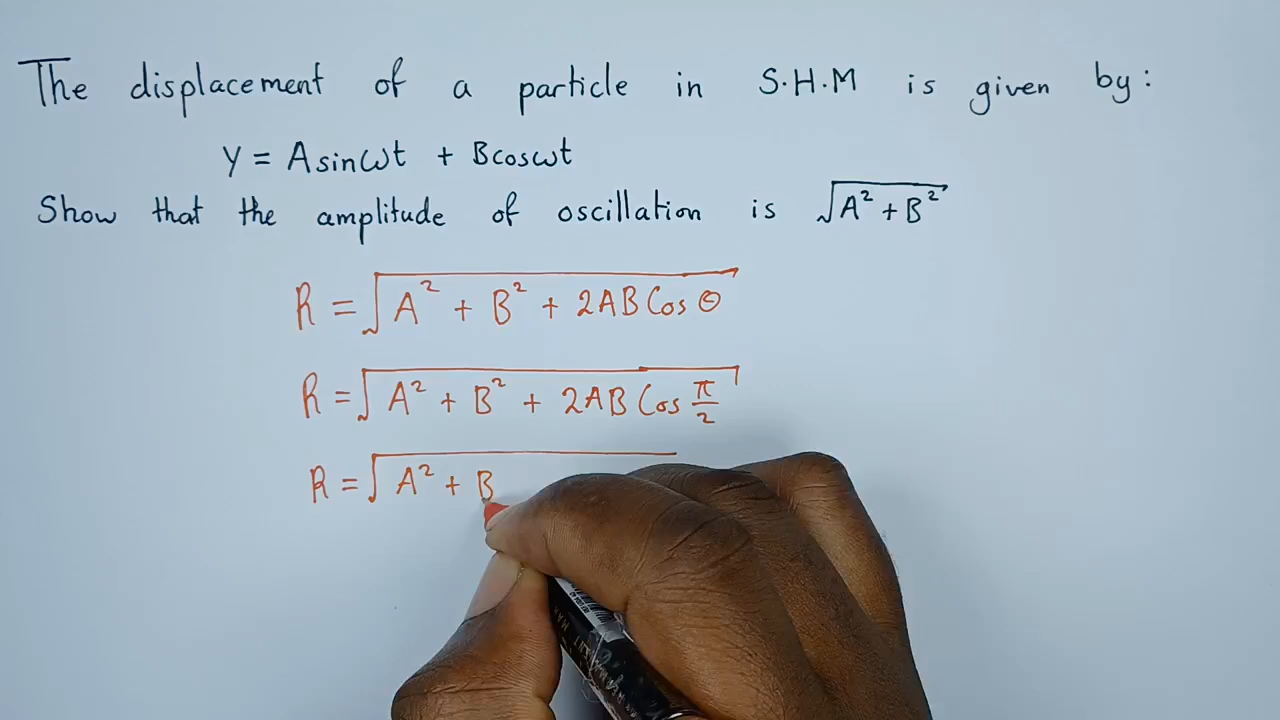 The displacement of a particle in S.H.M is given by:
y = Asinωt + Bcosωt
Show that the amplitude of oscillation is √A² + B²
R = √A² + B² + 2AB Cos θ
R = √A² + B² + 2AB Cos π/2
R = √A² + B